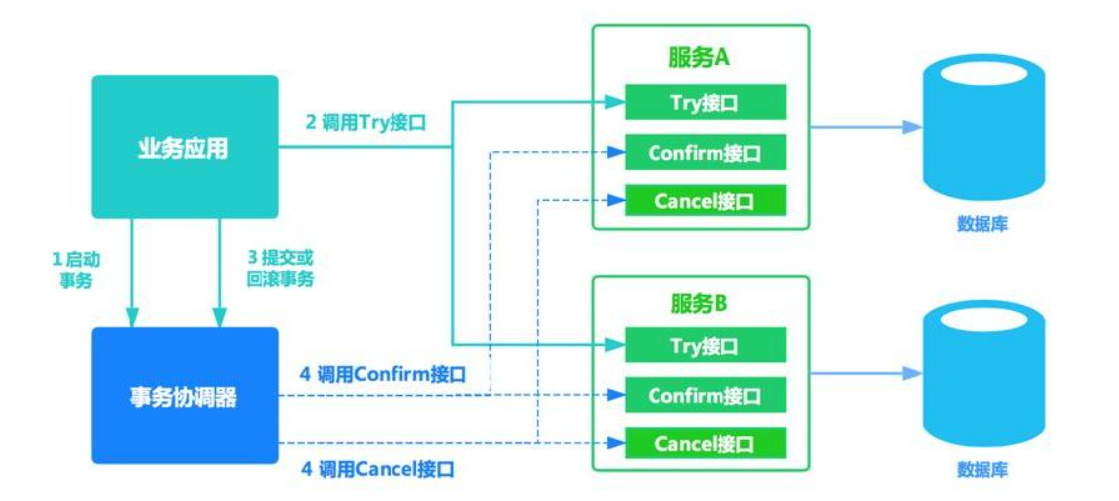 业务应用
1 启动
事务
3 提交或
回滚事务
事务协调器
2 调用Try接口
4 调用Confirm接口
4 调用Cancel接口
服务A
Try接口
Confirm接口
Cancel接口
数据库
服务B
Try接口
Confirm接口
Cancel接口
数据库